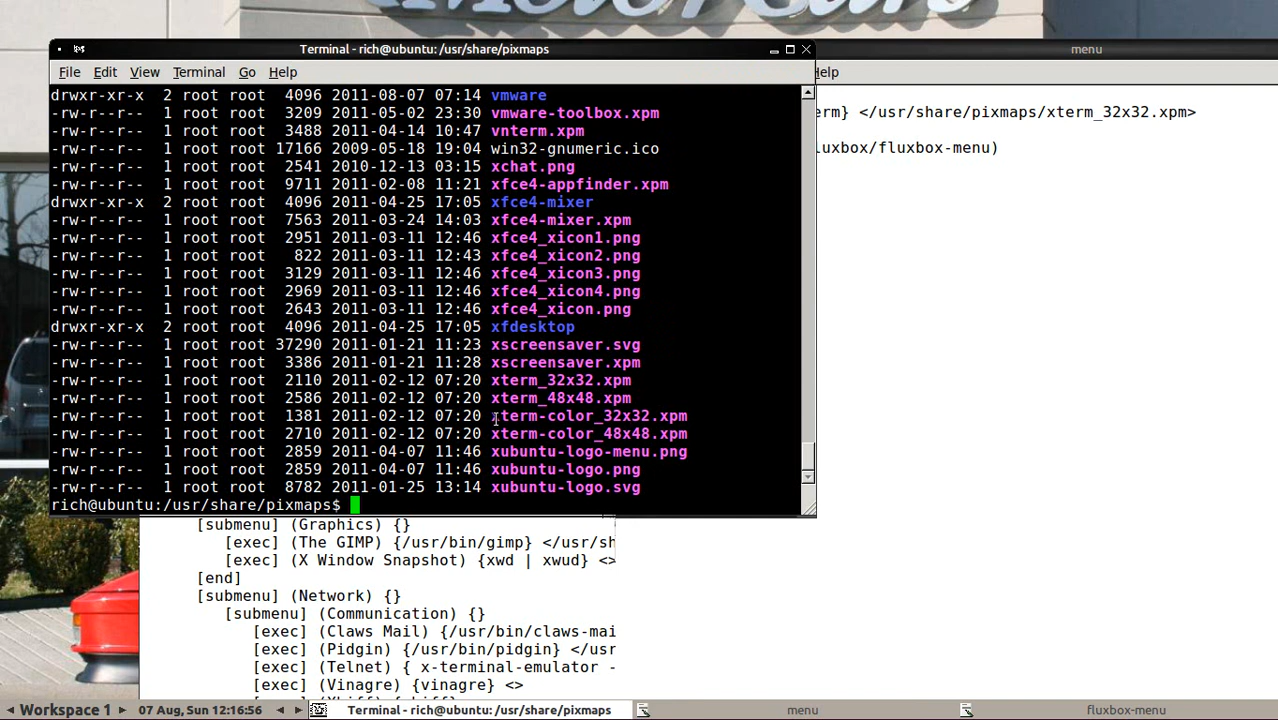 MotorCars
Terminal - rich@ubuntu: /usr/share/pixmaps
menu
File Edit View Terminal Go Help
Help
drwxr-xr-x 2 root root 4096 2011-08-07 07:14 vmware
-rw-r--r-- 1 root root 3209 2011-05-02 23:30 vmware-toolbox.xpm
erm} </usr/share/pixmaps/xterm_32x32.xpm>
-rw-r--r-- 1 root root 3488 2011-04-14 10:47 vnterm.xpm
-rw-r--r-- 1 root root 17166 2009-05-18 19:04 win32-gnumeric.ico
luxbox/fluxbox-menu)
-rw-r--r-- 1 root root 2541 2010-12-13 03:15 xchat.png
-rw-r--r-- 1 root root 9711 2011-02-08 11:21 xfce4-appfinder.xpm
drwxr-xr-x 2 root root 4096 2011-04-25 17:05 xfce4-mixer
-rw-r--r-- 1 root root 7563 2011-03-24 14:03 xfce4-mixer.xpm
-rw-r--r-- 1 root root 2951 2011-03-11 12:46 xfce4_xicon1.png
-rw-r--r-- 1 root root 822 2011-03-11 12:43 xfce4_xicon2.png
-rw-r--r-- 1 root root 3129 2011-03-11 12:46 xfce4_xicon3.png
-rw-r--r-- 1 root root 2969 2011-03-11 12:46 xfce4_xicon4.png
-rw-r--r-- 1 root root 2643 2011-03-11 12:46 xfce4_xicon.png
drwxr-xr-x 2 root root 4096 2011-04-25 17:05 xfdesktop
-rw-r--r-- 1 root root 37290 2011-01-21 11:23 xscreensaver.svg
-rw-r--r-- 1 root root 3386 2011-01-21 11:28 xscreensaver.xpm
-rw-r--r-- 1 root root 2110 2011-02-12 07:20 xterm_32x32.xpm
-rw-r--r-- 1 root root 2586 2011-02-12 07:20 xterm_48x48.xpm
-rw-r--r-- 1 root root 1381 2011-02-12 07:20 xterm-color_32x32.xpm
-rw-r--r-- 1 root root 2710 2011-02-12 07:20 xterm-color_48x48.xpm
-rw-r--r-- 1 root root 2859 2011-04-07 11:46 xubuntu-logo-menu.png
-rw-r--r-- 1 root root 2859 2011-04-07 11:46 xubuntu-logo.png
-rw-r--r-- 1 root root 8782 2011-01-25 13:14 xubuntu-logo.svg
rich@ubuntu:/usr/share/pixmaps$
[submenu] (Graphics) {}
[exec] (The GIMP) {/usr/bin/gimp} </usr/sh
[exec] (X Window Snapshot) {xwd | xwud} <>
[end]
[submenu] (Network) {}
[submenu] (Communication) {}
[exec] (Claws Mail) {/usr/bin/claws-mai
[exec] (Pidgin) {/usr/bin/pidgin} </usr
[exec] (Telnet) { x-terminal-emulator -
[exec] (Vinagre) {vinagre} <>
Workspace 1 07 Aug, Sun 12:16:56 Terminal - rich@ubuntu: /usr/share/pixmaps menu fluxbox-menu